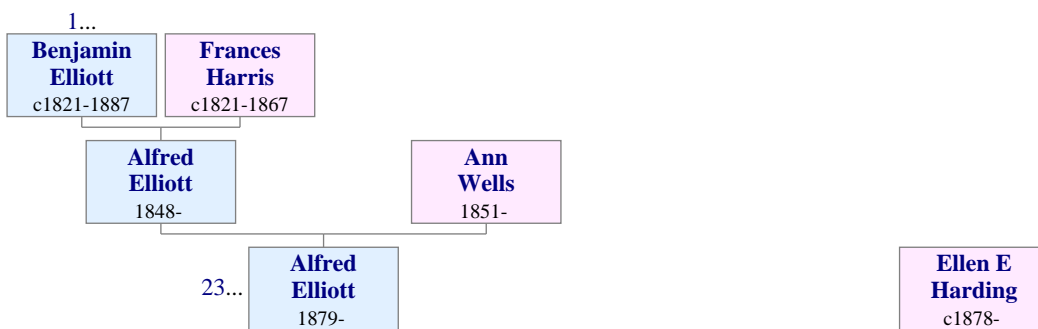 1...
Benjamin
Elliott
c1821-1887
Frances
Harris
c1821-1867
Alfred
Elliott
1848-
Ann
Wells
1851-
23...
Alfred
Elliott
1879-
Ellen E
Harding
c1878-